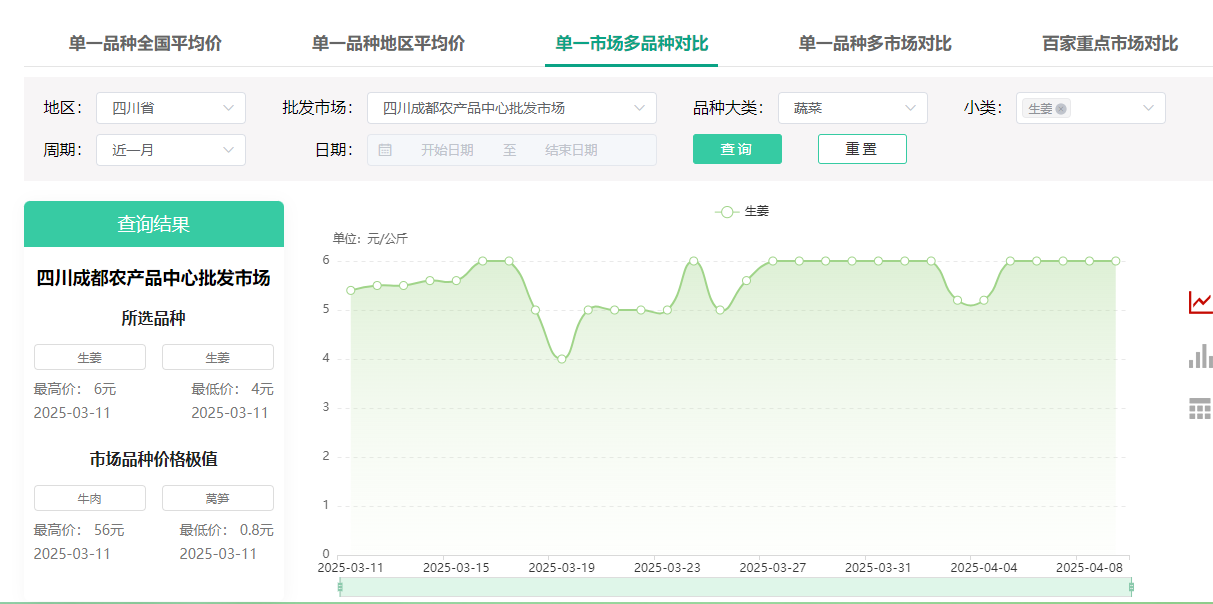 单一品种全国平均价 单一品种地区平均价 单一市场多品种对比 单一品种多市场对比 百家重点市场对比
地区： 四川省 批发市场： 四川成都农产品中心批发市场 品种大类： 蔬菜 小类： 生姜
周期： 近一月 日期： 开始日期 至 结束日期 查询 重置
查询结果
四川成都农产品中心批发市场
所选品种
生姜 生姜
最高价： 6元 最低价： 4元
2025-03-11 2025-03-11
市场品种价格极值
牛肉 莴笋
最高价： 56元 最低价： 0.8元
2025-03-11 2025-03-11
生姜
单位：元/公斤
6
5
4
3
2
1
0
2025-03-11 2025-03-15 2025-03-19 2025-03-23 2025-03-27 2025-03-31 2025-04-04 2025-04-08